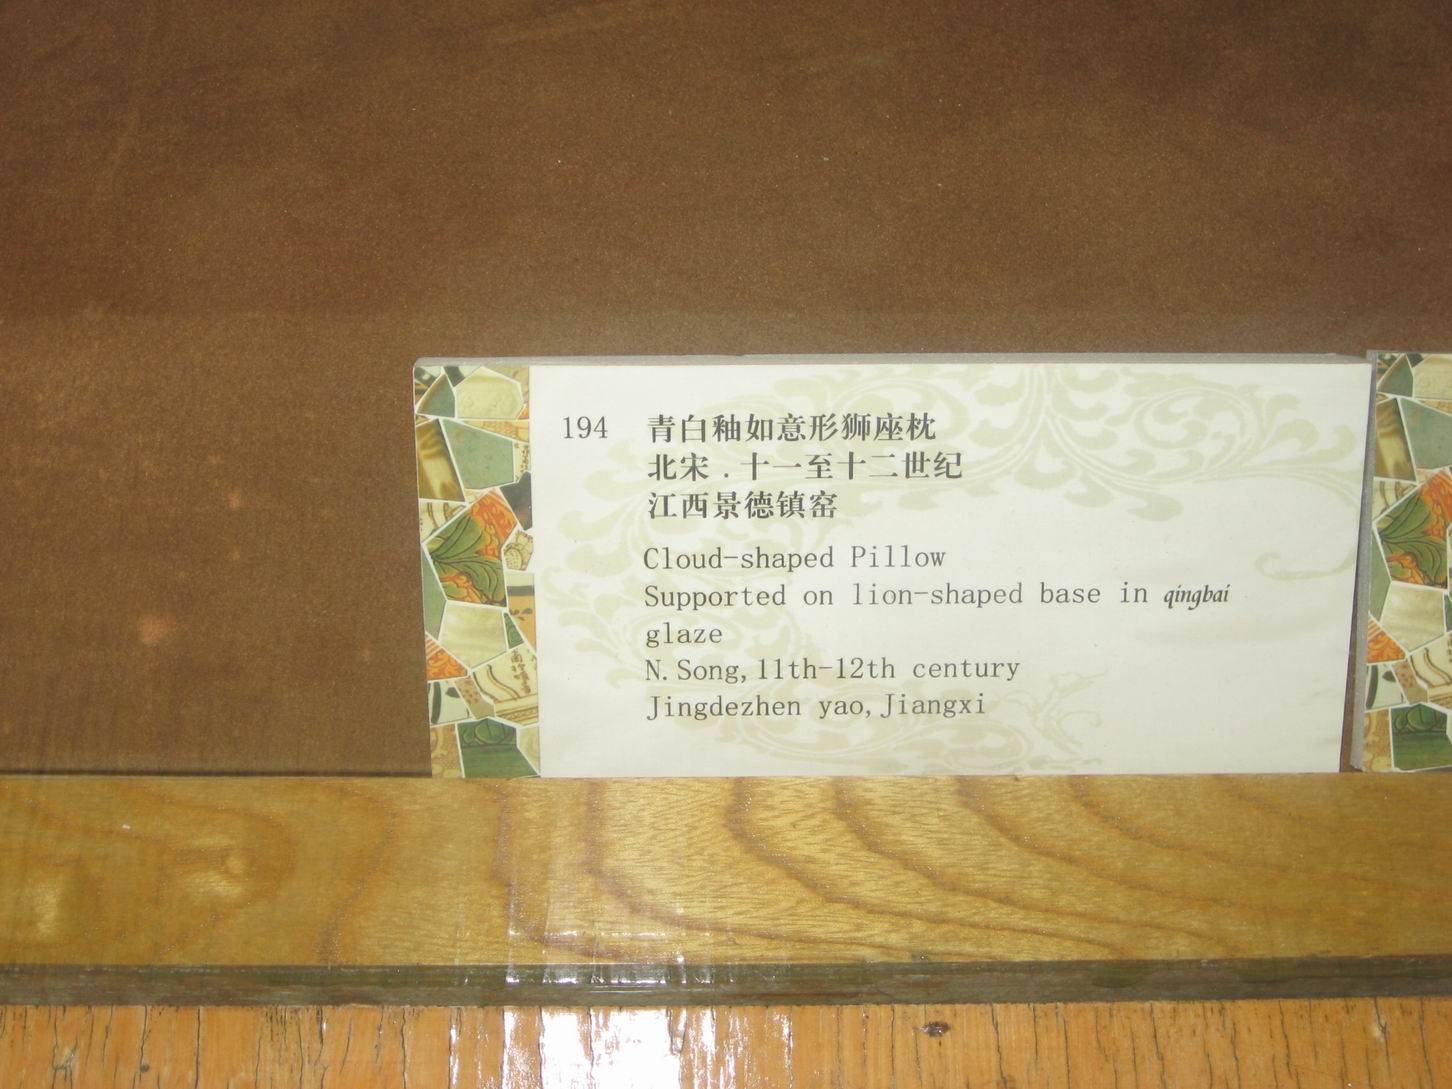 194 青白釉如意形狮座枕
北宋．十一至十二世纪
江西景德镇窑
Cloud-shaped Pillow
Supported on lion-shaped base in qingbai
glaze
N. Song, 11th-12th century
Jingdezhen yao, Jiangxi